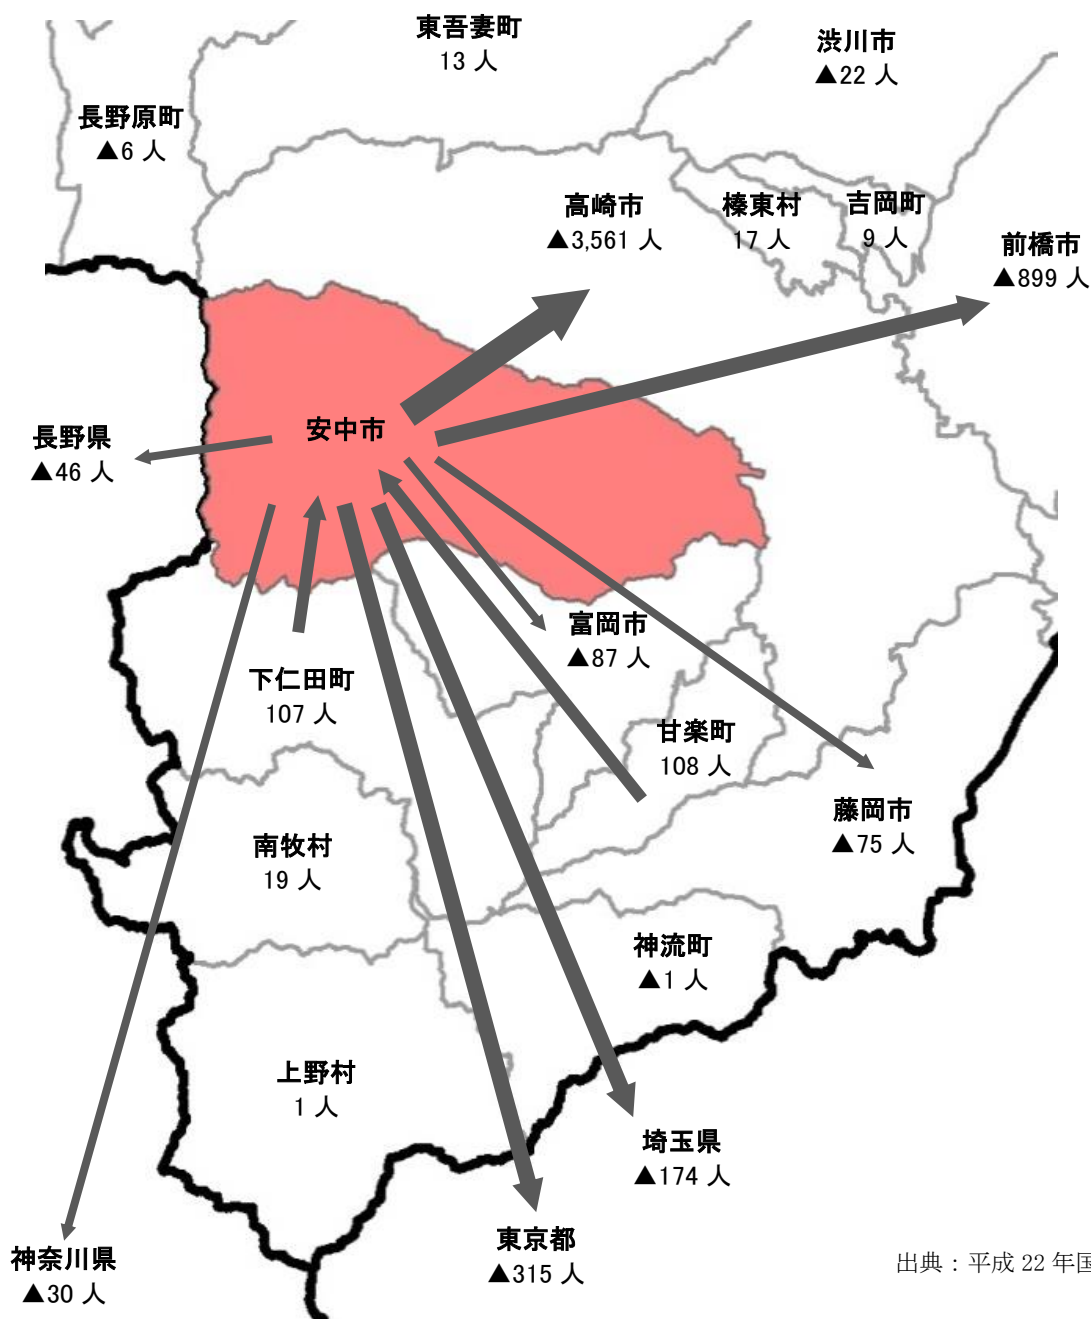 東吾妻町
13 人
渋川市
▲22 人
長野原町
▲6 人
高崎市
▲3,561 人
榛東村
17 人
吉岡町
9 人
前橋市
▲899 人
安中市
長野県
▲46 人
富岡市
▲87 人
下仁田町
107 人
甘楽町
108 人
藤岡市
▲75 人
南牧村
19 人
神流町
▲1 人
上野村
1 人
埼玉県
▲174 人
東京都
▲315 人
神奈川県
▲30 人
出典：平成 22 年国